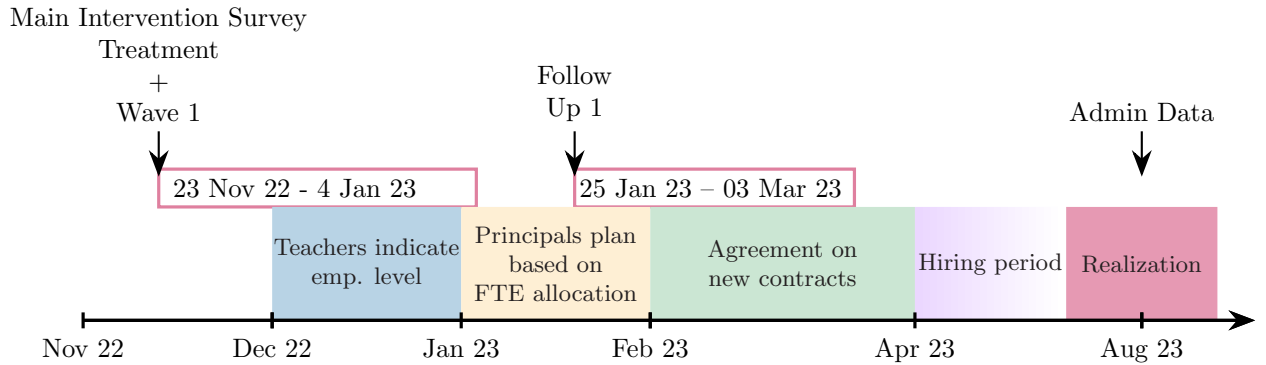 Main Intervention Survey
Treatment
+
Wave 1
Follow
Up 1
Admin Data
23 Nov 22 - 4 Jan 23
25 Jan 23 – 03 Mar 23
Teachers indicate
emp. level
Principals plan
based on
FTE allocation
Agreement on
new contracts
Hiring period
Realization
Nov 22
Dec 22
Jan 23
Feb 23
Apr 23
Aug 23